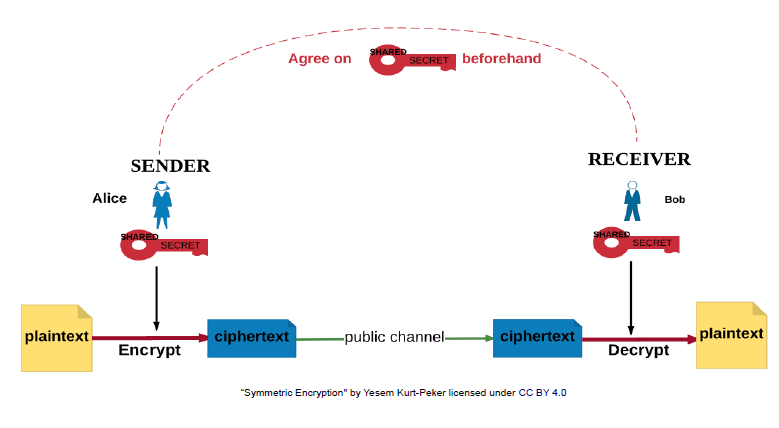 Agree on SHARED SECRET beforehand
SENDER
RECEIVER
Alice
Bob
SHARED SECRET
SHARED SECRET
plaintext
Encrypt
ciphertext
public channel
ciphertext
Decrypt
plaintext
"Symmetric Encryption" by Yesem Kurt-Peker licensed under CC BY 4.0